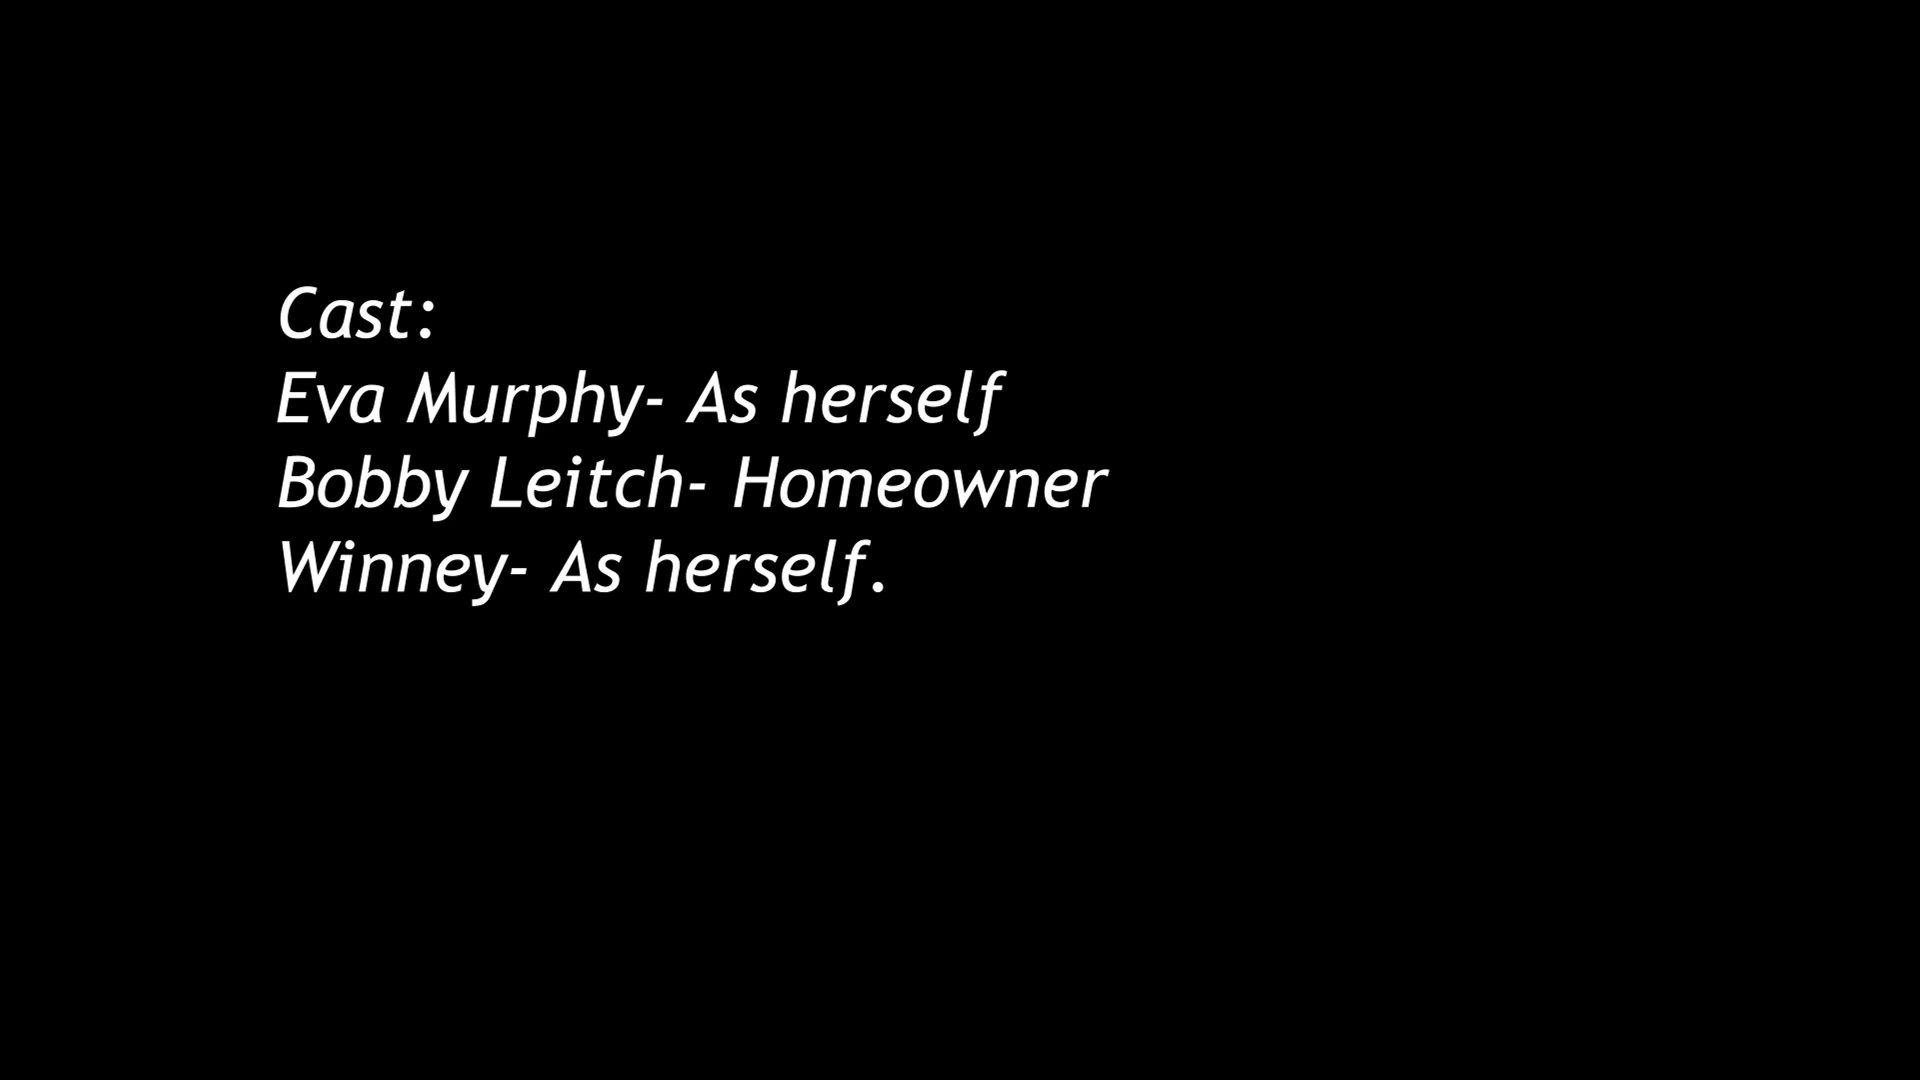 Cast:
Eva Murphy- As herself
Bobby Leitch- Homeowner
Winney- As herself.